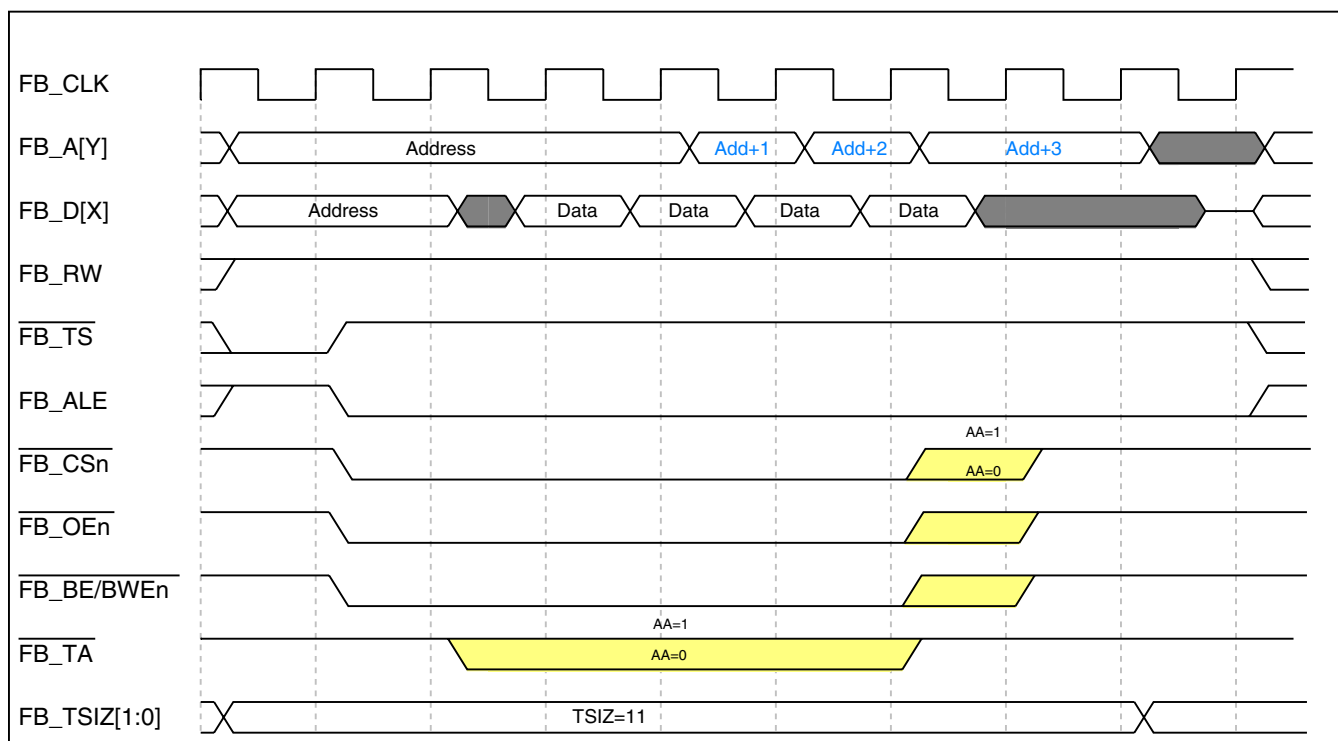 FB_CLK
FB_A[Y] Address Add+1 Add+2 Add+3
FB_D[X] Address Data Data Data Data
FB_RW
FB_TS
FB_ALE
AA=1
FB_CSn AA=0
FB_OEn
FB_BE/BWEn
AA=1
FB_TA AA=0
FB_TSIZ[1:0] TSIZ=11